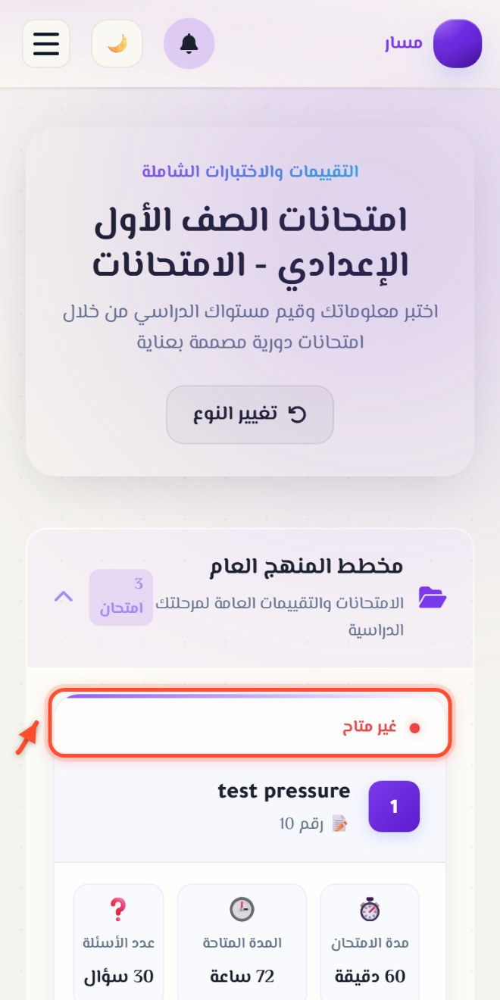 مسار
التقييمات والاختبارات الشاملة
امتحانات الصف الأول
الإعدادي - الامتحانات
اختبر معلوماتك وقيم مستواك الدراسي من خلال
امتحانات دورية مصممة بعناية
تغيير النوع
مخطط المنهج العام
الامتحانات والتقييمات العامة لمرحلتك
الدراسية
3
امتحان
غير متاح
1
test pressure
رقم 10
مدة الامتحان
60 دقيقة
المدة المتاحة
72 ساعة
عدد الأسئلة
30 سؤال